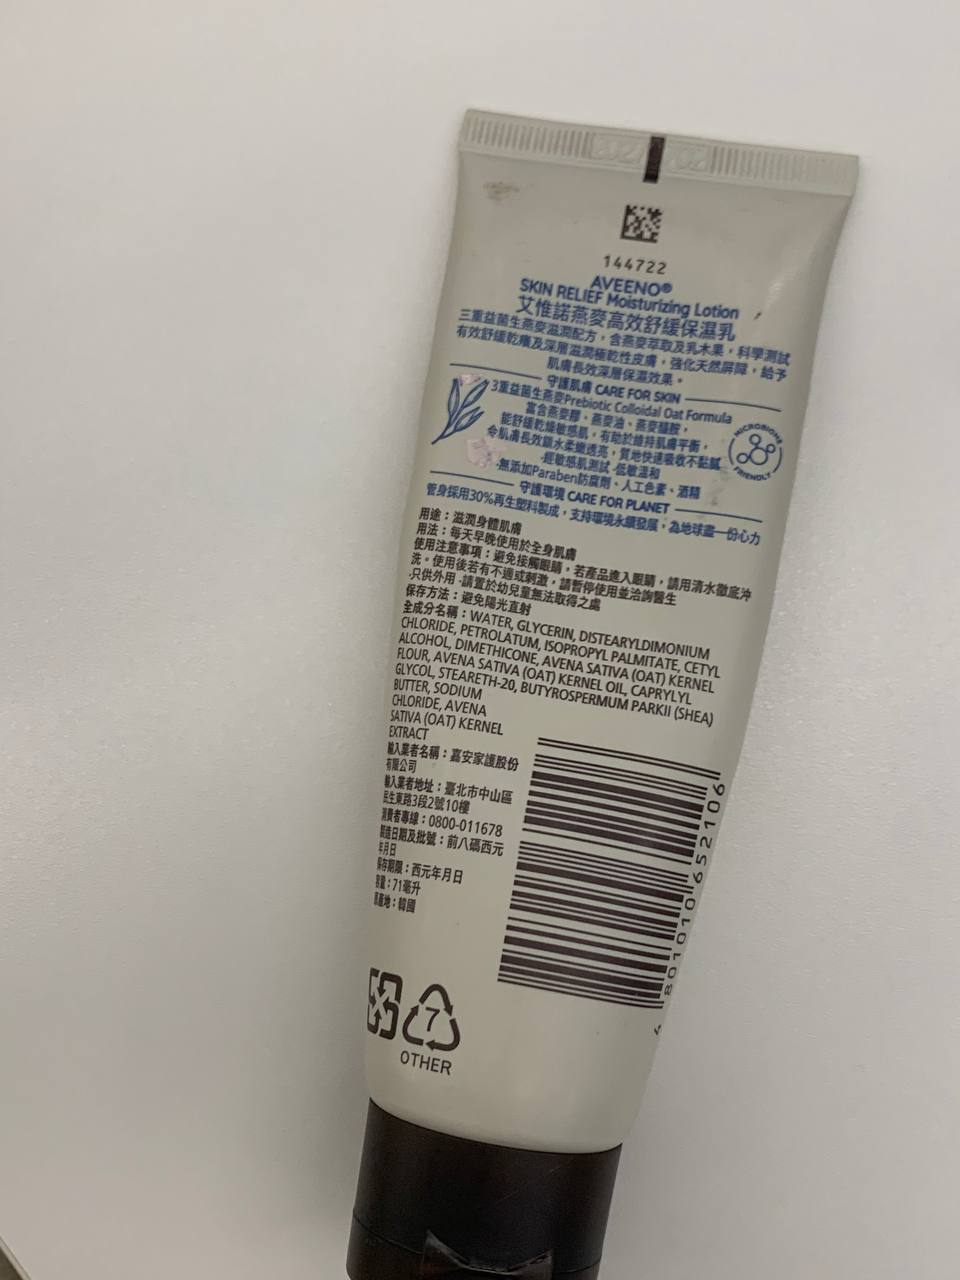 144722
AVEENO®
SKIN RELIEF Moisturizing Lotion
艾惟諾燕麥高效舒緩保濕乳
三重益菌生燕麥滋潤配方，含燕麥萃取及乳木果，科學測試
有效舒緩乾癢及深層滋潤極乾性皮膚，強化天然屏障，給予
肌膚長效深層保濕效果。
守護肌膚 CARE FOR SKIN
3重益菌生燕麥Prebiotic Colloidal Oat Formula
富含燕麥膠、燕麥油、燕麥醯胺，
能舒緩乾燥敏感肌，有助於維持肌膚平衡，
令肌膚長效鎖水柔嫩透亮，質地快速吸收不黏膩
·經敏感肌測試 ·低敏溫和
·無添加Paraben防腐劑、人工色素、酒精
MICROBIOME
FRIENDLY
守護環境 CARE FOR PLANET
管身採用30%再生塑料製成，支持環境永續發展，為地球盡一份心力
用途：滋潤身體肌膚
用法：每天早晚使用於全身肌膚
使用注意事項：避免接觸眼睛，若產品進入眼睛，請用清水徹底沖
洗。使用後若有不適或刺激，請暫停使用並洽詢醫生
·只供外用 ·請置於幼兒童無法取得之處
保存方法：避免陽光直射
全成分名稱：WATER, GLYCERIN, DISTEARYLDIMONIUM
CHLORIDE, PETROLATUM, ISOPROPYL PALMITATE, CETYL
ALCOHOL, DIMETHICONE, AVENA SATIVA (OAT) KERNEL
FLOUR, AVENA SATIVA (OAT) KERNEL OIL, CAPRYLYL
GLYCOL, STEARETH-20, BUTYROSPERMUM PARKII (SHEA)
BUTTER, SODIUM
CHLORIDE, AVENA
SATIVA (OAT) KERNEL
EXTRACT
輸入業者名稱：嘉安家護股份
有限公司
輸入業者地址：臺北市中山區
民生東路3段2號10樓
消費者專線：0800-011678
製造日期及批號：前八碼西元
年月日
保存期限：西元年月日
容量：71毫升
原產地：韓國
801010652106
7
OTHER